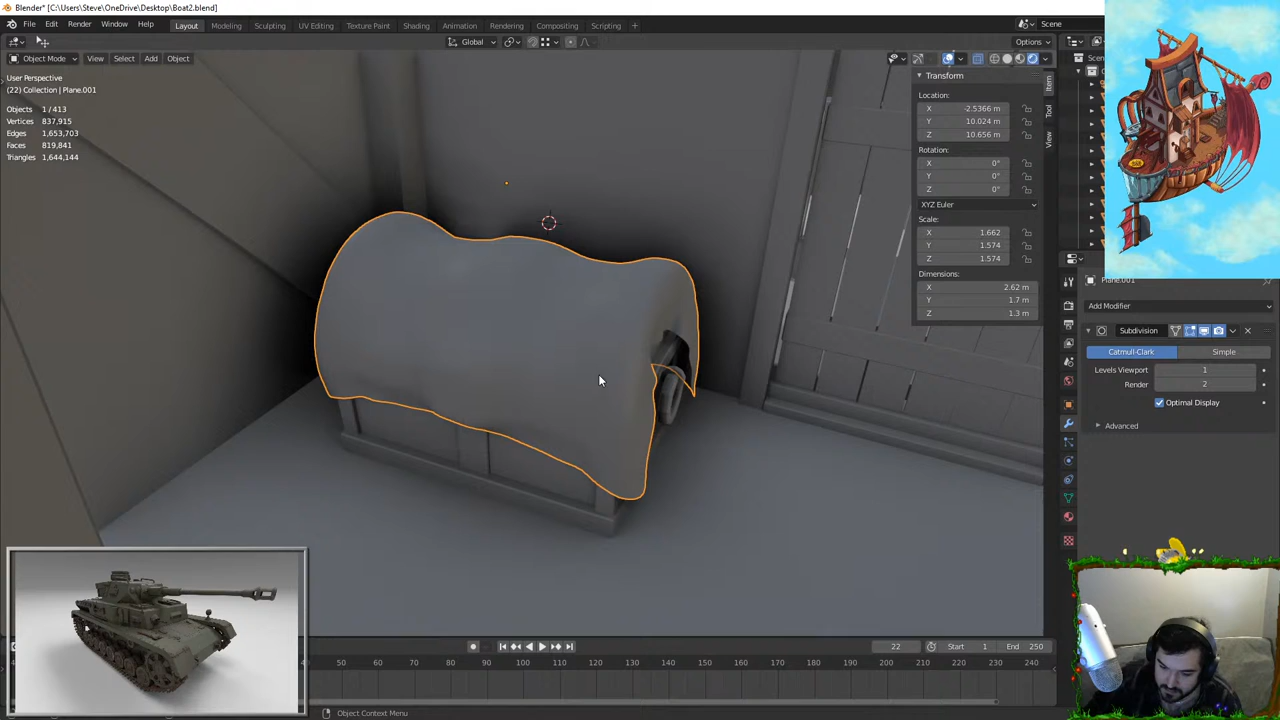 Blender* [C:\Users\Steve\OneDrive\Desktop\Boat2.blend]
File Edit Render Window Help Layout Modeling Sculpting UV Editing Texture Paint Shading Animation Rendering Compositing Scripting + Scene
Global Options
Object Mode View Select Add Object
User Perspective
(22) Collection | Plane.001
Objects 1 / 413
Vertices 837,915
Edges 1,653,703
Faces 819,841
Triangles 1,644,144
Transform
Location:
X -2.5366 m
Y 10.024 m
Z 10.656 m
Rotation:
X 0°
Y 0°
Z 0°
XYZ Euler
Scale:
X 1.662
Y 1.574
Z 1.574
Dimensions:
X 2.62 m
Y 1.7 m
Z 1.3 m
Item
Tool
View
Plane.001
Add Modifier
Subdivision
Catmull-Clark Simple
Levels Viewport 1
Render 2
Optimal Display
Advanced
22 Start 1 End 250
50 60 70 80 90 100 110 120 130 140 150 160 170 180 190 200 210 220 230 240
Object Context Menu